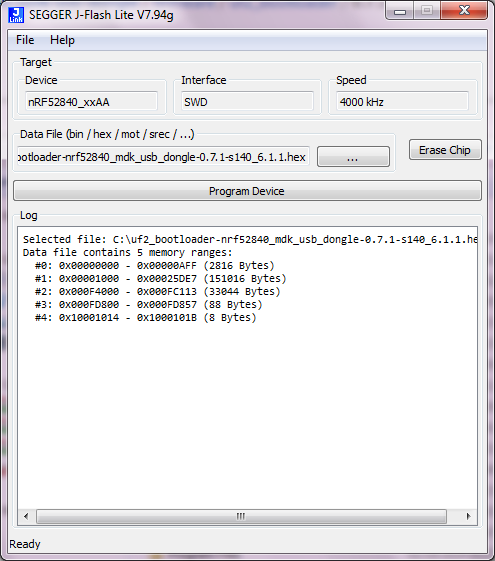 J Link SEGGER J-Flash Lite V7.94g
File Help
Target
Device Interface Speed
nRF52840_xxAA SWD 4000 kHz
Data File (bin / hex / mot / srec / ...)
ootloader-nrf52840_mdk_usb_dongle-0.7.1-s140_6.1.1.hex ... Erase Chip
Program Device
Log
Selected file: C:\uf2_bootloader-nrf52840_mdk_usb_dongle-0.7.1-s140_6.1.1.he
Data file contains 5 memory ranges:
#0: 0x00000000 - 0x00000AFF (2816 Bytes)
#1: 0x00001000 - 0x00025DE7 (151016 Bytes)
#2: 0x000F4000 - 0x000FC113 (33044 Bytes)
#3: 0x000FD800 - 0x000FD857 (88 Bytes)
#4: 0x10001014 - 0x1000101B (8 Bytes)
Ready